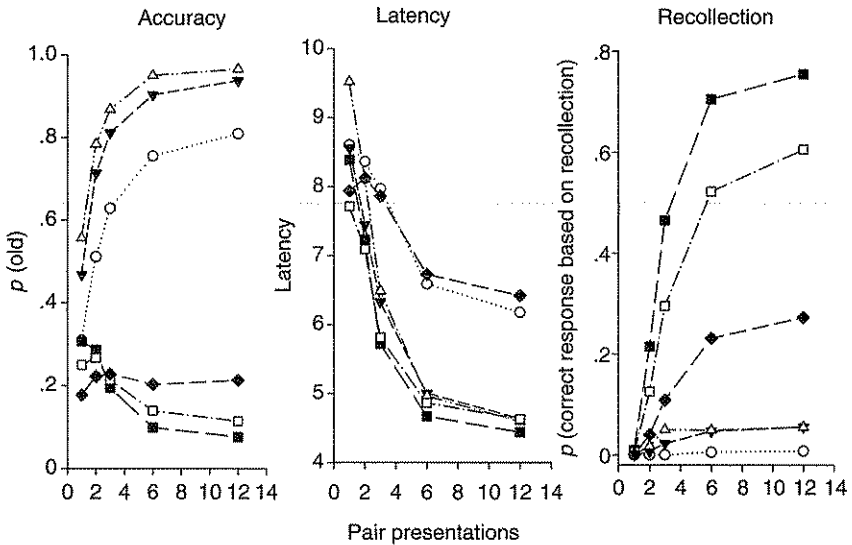 Accuracy
Latency
Recollection
p (old)
1.0
.8
.6
.4
.2
0
0 2 4 6 8 10 12 14
Latency
10
9
8
7
6
5
4
0 2 4 6 8 10 12 14
p (correct response based on recollection)
.8
.6
.4
.2
0
0 2 4 6 8 10 12 14
Pair presentations